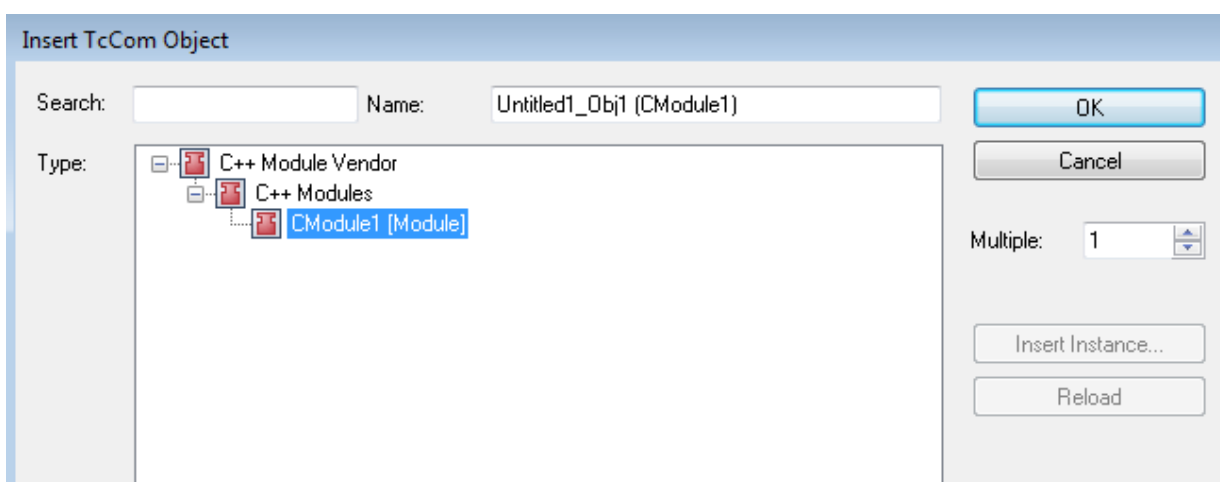 Insert TcCom Object
Search: Name: Untitled1_Obj1 (CModule1) OK
Type: C++ Module Vendor Cancel
C++ Modules
CModule1 [Module]
Multiple: 1
Insert Instance...
Reload